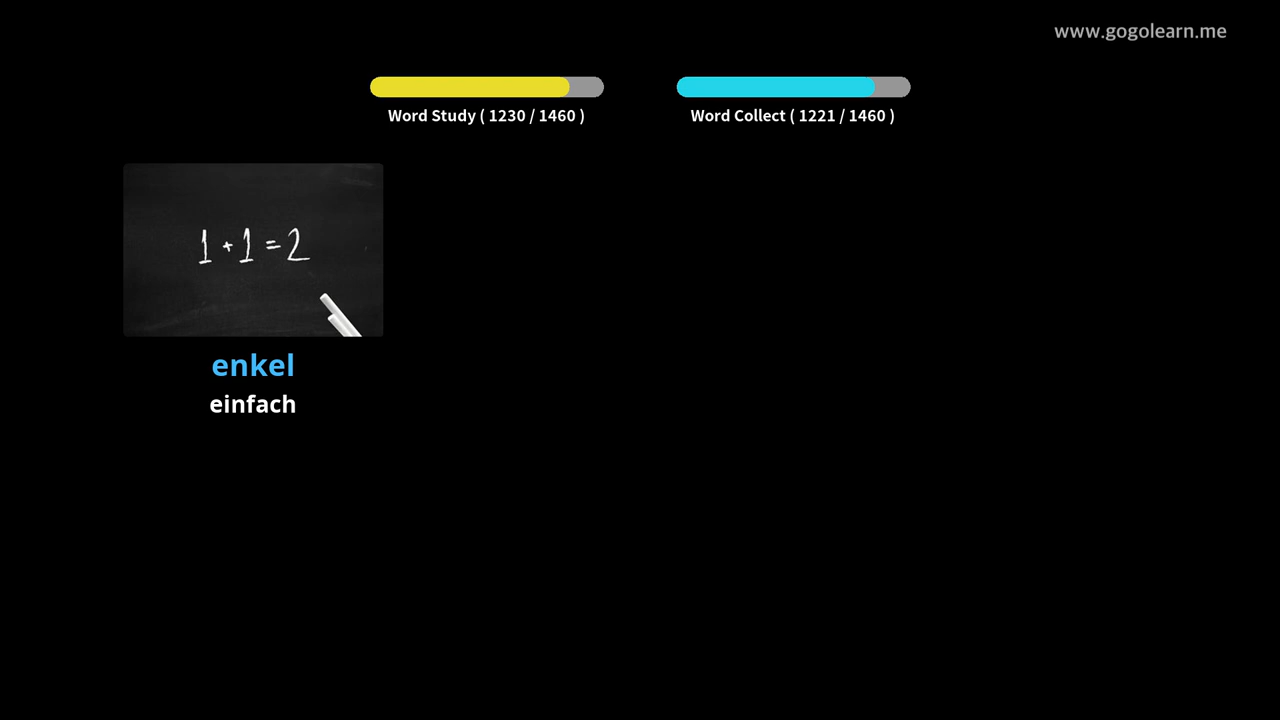 www.gogolearn.me
Word Study ( 1230 / 1460 )
Word Collect ( 1221 / 1460 )
1 + 1 = 2
enkel
einfach